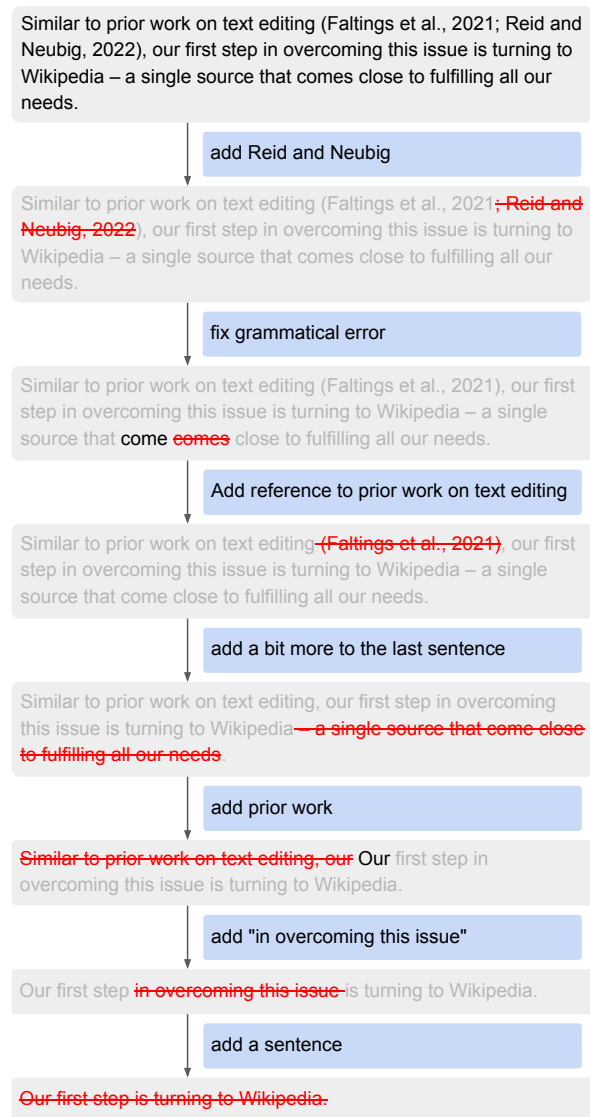 Similar to prior work on text editing (Faltings et al., 2021; Reid and
Neubig, 2022), our first step in overcoming this issue is turning to
Wikipedia – a single source that comes close to fulfilling all our
needs.
add Reid and Neubig
Similar to prior work on text editing (Faltings et al., 2021; Reid and
Neubig, 2022), our first step in overcoming this issue is turning to
Wikipedia – a single source that comes close to fulfilling all our
needs.
fix grammatical error
Similar to prior work on text editing (Faltings et al., 2021), our first
step in overcoming this issue is turning to Wikipedia – a single
source that come comes close to fulfilling all our needs.
Add reference to prior work on text editing
Similar to prior work on text editing (Faltings et al., 2021), our first
step in overcoming this issue is turning to Wikipedia – a single
source that come close to fulfilling all our needs.
add a bit more to the last sentence
Similar to prior work on text editing, our first step in overcoming
this issue is turning to Wikipedia – a single source that come close
to fulfilling all our needs.
add prior work
Similar to prior work on text editing, our Our first step in
overcoming this issue is turning to Wikipedia.
add "in overcoming this issue"
Our first step in overcoming this issue is turning to Wikipedia.
add a sentence
Our first step is turning to Wikipedia.